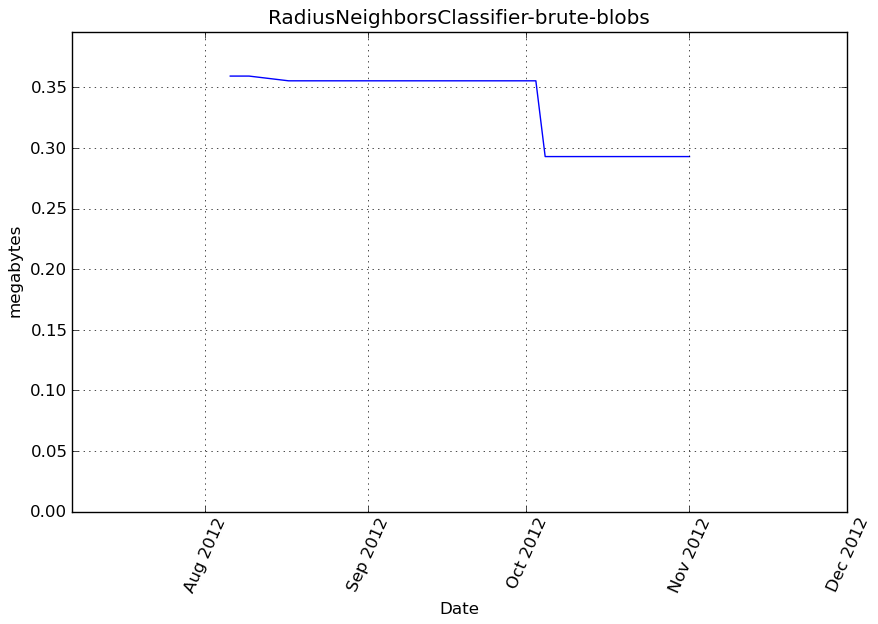 RadiusNeighborsClassifier-brute-blobs
0.35
0.30
0.25
0.20
0.15
0.10
0.05
0.00
megabytes
Aug 2012
Sep 2012
Oct 2012
Nov 2012
Dec 2012
Date